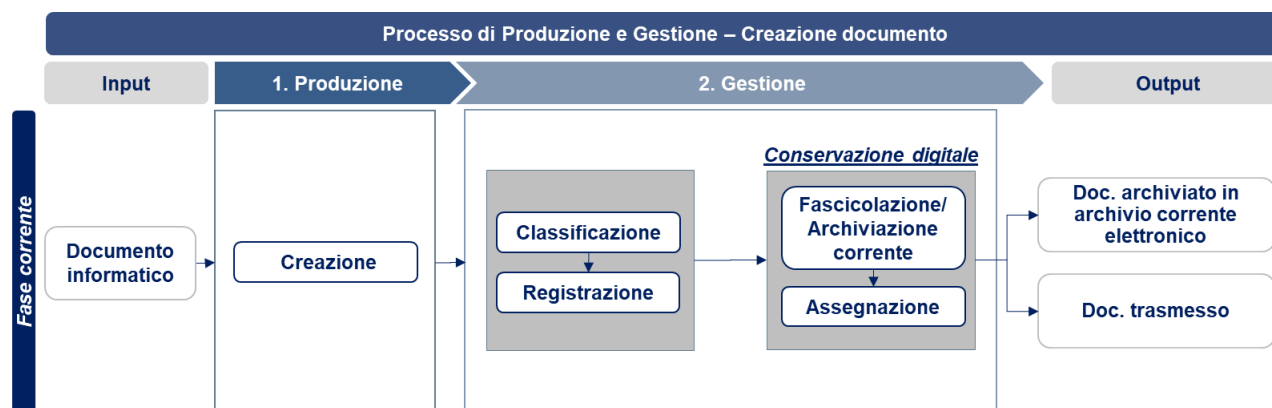 Processo di Produzione e Gestione – Creazione documento
Input
1. Produzione
2. Gestione
Output
Fase corrente
Documento
informatico
Creazione
Classificazione
Registrazione
Conservazione digitale
Fascicolazione/
Archiviazione
corrente
Assegnazione
Doc. archiviato in
archivio corrente
elettronico
Doc. trasmesso